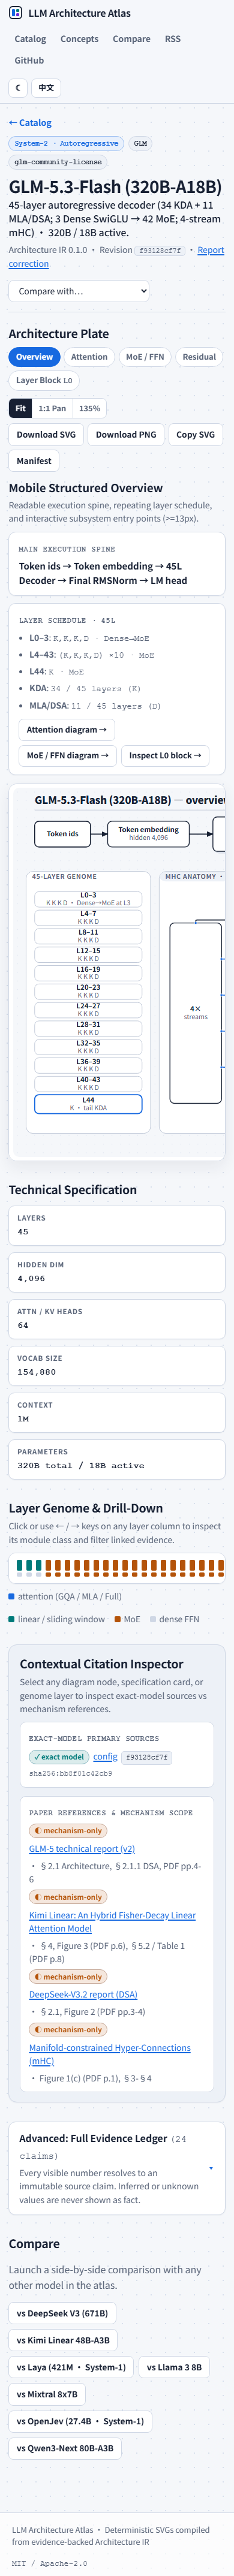 LLM Architecture Atlas
Catalog Concepts Compare RSS
GitHub
☾ 中文
← Catalog
System-2 · Autoregressive GLM
glm-community-license
GLM-5.3-Flash (320B-A18B)
45-layer autoregressive decoder (34 KDA + 11
MLA/DSA; 3 Dense SwiGLU → 42 MoE; 4-stream
mHC) • 320B / 18B active.
Architecture IR 0.1.0 • Revision f93128cf7f • Report
correction
Compare with...
Architecture Plate
Overview Attention MoE / FFN Residual
Layer Block L0
Fit 1:1 Pan 135%
Download SVG Download PNG Copy SVG
Manifest
Mobile Structured Overview
Readable execution spine, repeating layer schedule,
and interactive subsystem entry points (>=13px).
MAIN EXECUTION SPINE
Token ids → Token embedding → 45L
Decoder → Final RMSNorm → LM head
LAYER SCHEDULE · 45L
• L0–3: K,K,K,D · Dense→MoE
• L4–43: (K,K,K,D) ×10 · MoE
• L44: K · MoE
• KDA: 34 / 45 layers (K)
• MLA/DSA: 11 / 45 layers (D)
Attention diagram →
MoE / FFN diagram → Inspect L0 block →
GLM-5.3-Flash (320B-A18B) — overview
Token ids
Token embedding
hidden 4,096
45-LAYER GENOME
MHC ANATOMY •
L0–3
K K K D · Dense→MoE at L3
L4–7
K K K D
L8–11
K K K D
L12–15
K K K D
L16–19
K K K D
L20–23
K K K D
L24–27
K K K D
L28–31
K K K D
L32–35
K K K D
L36–39
K K K D
L40–43
K K K D
L44
K · tail KDA
4×
streams
Technical Specification
LAYERS
45
HIDDEN DIM
4,096
ATTN / KV HEADS
64
VOCAB SIZE
154,880
CONTEXT
1M
PARAMETERS
320B total / 18B active
Layer Genome & Drill-Down
Click or use ← / → keys on any layer column to inspect
its module class and filter linked evidence.
attention (GQA / MLA / Full)
linear / sliding window MoE dense FFN
Contextual Citation Inspector
Select any diagram node, specification card, or
genome layer to inspect exact-model sources vs
mechanism references.
EXACT-MODEL PRIMARY SOURCES
✓ exact model config f93128cf7f
sha256:bb8f01c42cb9
PAPER REFERENCES & MECHANISM SCOPE
◐ mechanism-only
GLM-5 technical report (v2)
• § 2.1 Architecture, § 2.1.1 DSA, PDF pp.4-
6
◐ mechanism-only
Kimi Linear: An Hybrid Fisher-Decay Linear
Attention Model
• § 4, Figure 3 (PDF p.6), § 5.2 / Table 1
(PDF p.8)
◐ mechanism-only
DeepSeek-V3.2 report (DSA)
• § 2.1, Figure 2 (PDF pp.3-4)
◐ mechanism-only
Manifold-constrained Hyper-Connections
(mHC)
• Figure 1(c) (PDF p.1), § 3- § 4
Advanced: Full Evidence Ledger (24
claims)
Every visible number resolves to an
immutable source claim. Inferred or unknown
values are never shown as fact.
Compare
Launch a side-by-side comparison with any
other model in the atlas.
vs DeepSeek V3 (671B)
vs Kimi Linear 48B-A3B
vs Laya (421M • System-1) vs Llama 3 8B
vs Mixtral 8x7B
vs OpenJev (27.4B • System-1)
vs Qwen3-Next 80B-A3B
LLM Architecture Atlas • Deterministic SVGs compiled
from evidence-backed Architecture IR
MIT / Apache-2.0